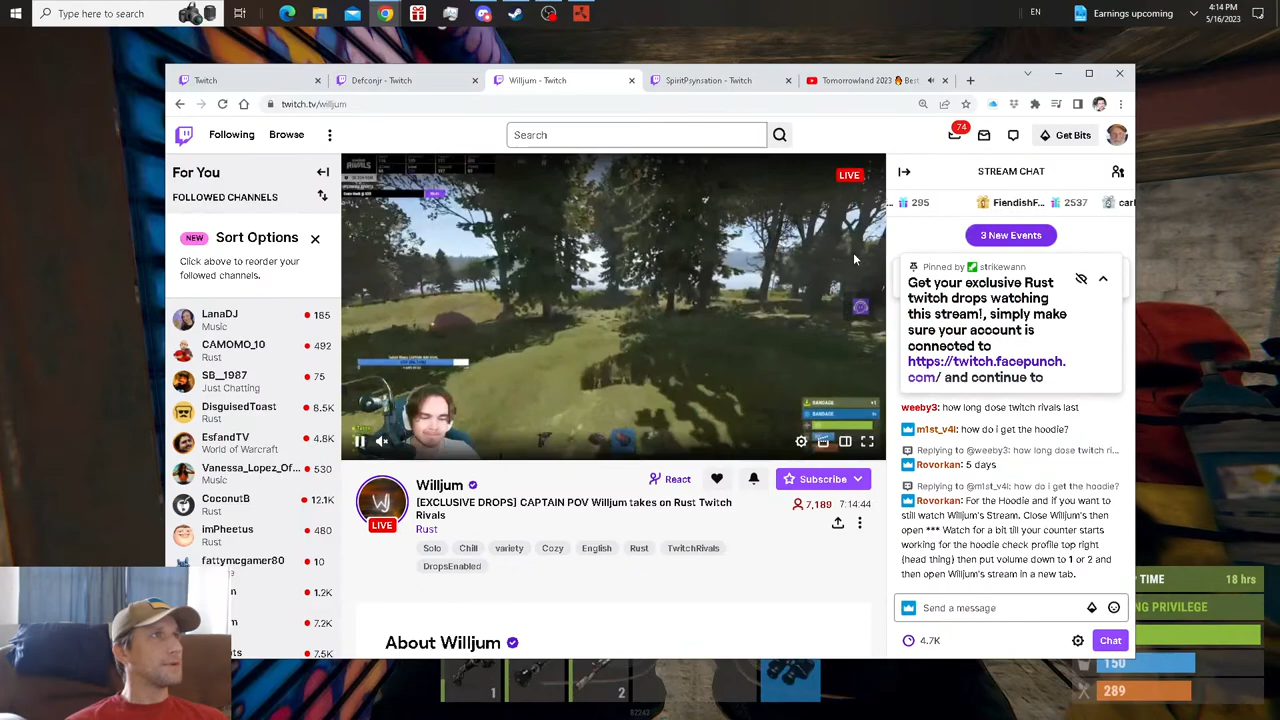 Type here to search
EN
Earnings upcoming
4:14 PM
5/16/2023
Twitch
Defconjr - Twitch
Willjum - Twitch
SpiritPsynsation - Twitch
Tomorrowland 2023
Best
twitch.tv/willjum
Following
Browse
Search
74
Get Bits
For You
FOLLOWED CHANNELS
NEW
Sort Options
Click above to reorder your
followed channels.
LanaDJ
185
Music
CAMOMO_10
492
Rust
SB__1987
75
Just Chatting
DisguisedToast
8.5K
Rust
EsfandTV
4.8K
World of Warcraft
Vanessa_Lopez_Of...
530
Music
CoconutB
12.1K
Rust
imPheetus
480
Rust
fattymcgamer80
10
1.2K
7.2K
7.5K
RIVALS
LIVE
BANDAGE
BANDAGE
Willjum
React
Subscribe
[EXCLUSIVE DROPS] CAPTAIN POV Willjum takes on Rust Twitch
Rivals
Rust
7,189
7:14:44
LIVE
Solo
Chill
variety
Cozy
English
Rust
TwitchRivals
DropsEnabled
About Willjum
STREAM CHAT
295
FiendishF...
2537
3 New Events
Pinned by strikewann
Get your exclusive Rust
twitch drops watching
this stream!, simply make
sure your account is
connected to
https://twitch.facepunch.
com/ and continue to
weeby3: how long dose twitch rivals last
m1st_v4l: how do i get the hoodie?
Replying to @weeby3: how long dose twitch ri...
Rovorkan: 5 days
Replying to @m1st_v4l: how do i get the hoodie?
Rovorkan: For the Hoodie and if you want to
still watch Willjum's Stream. Close Willjum's then
open *** Watch for a bit till your counter starts
working for the hoodie check profile top right
(head thing) then put volume down to 1 or 2 and
then open Willjum's stream in a new tab.
Send a message
4.7K
Chat
TIME
18 hrs
NG PRIVILEGE
150
289
1
2